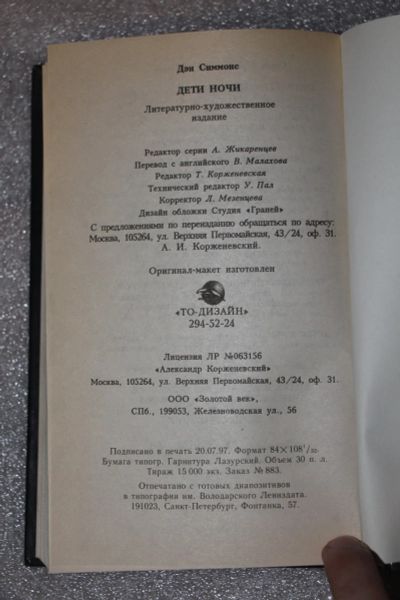 Дэн Симмонс
ДЕТИ НОЧИ
Литературно-художественное
издание
Редактор серии А. Жикаренцев
Перевод с английского В. Малахова
Редактор Т. Корженевская
Технический редактор У. Пал
Корректор Л. Мезенцева
Дизайн обложки Студия «Граней»
С предложениями по переизданию обращаться по адресу:
Москва, 105264, ул. Верхняя Первомайская, 43/24, оф. 31.
А. И. Корженевский.
Оригинал-макет изготовлен
«ТО-ДИЗАЙН»
294-52-24
Лицензия ЛР №063156
«Александр Корженевский»
Москва, 105264, ул. Верхняя Первомайская, 43/24, оф. 31.
ООО «Золотой век»,
СПб., 199053, Железноводская ул., 56
Подписано в печать 20.07.97. Формат 84×108¹/₃₂.
Бумага типогр. Гарнитура Лазурский. Объем 30 п. л.
Тираж 15 000 экз. Заказ № 883.
Отпечатано с готовых диапозитивов
в типографии им. Володарского Лениздата.
191023, Санкт-Петербург, Фонтанка, 57.